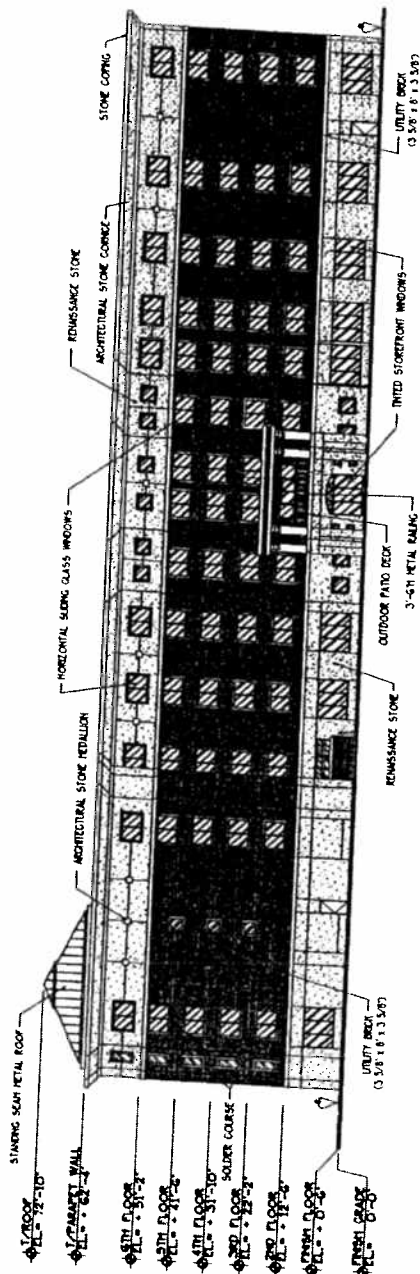 STANDING SEAM METAL ROOF
ARCHITECTURAL STONE MEDALLION
HORIZONTAL SLIDING GLASS WINDOWS
RENAISSANCE STONE
ARCHITECTURAL STONE CORNICE
STONE COPING
T/ROOF
EL.= 72'-10"
T/PARAPET WALL
EL.= + 62'-4"
6TH FLOOR
EL.= + 51'-2"
5TH FLOOR
EL.= + 41'-6"
4TH FLOOR
EL.= + 31'-10"
3RD FLOOR
EL.= + 22'-2"
2ND FLOOR
EL.= + 12'-6"
FINISH FLOOR
EL.= + 0'-6"
FINISH GRADE
EL.= 0'-0"
SOLDER COURSE
UTILITY BRICK
(3 5/8" x 8" x 3 5/8")
RENAISSANCE STONE
OUTDOOR PATIO DECK
3'-6"H METAL RAILING
TINTED STOREFRONT WINDOWS
UTILITY BRICK
(3 5/8" x 8" x 3 5/8")